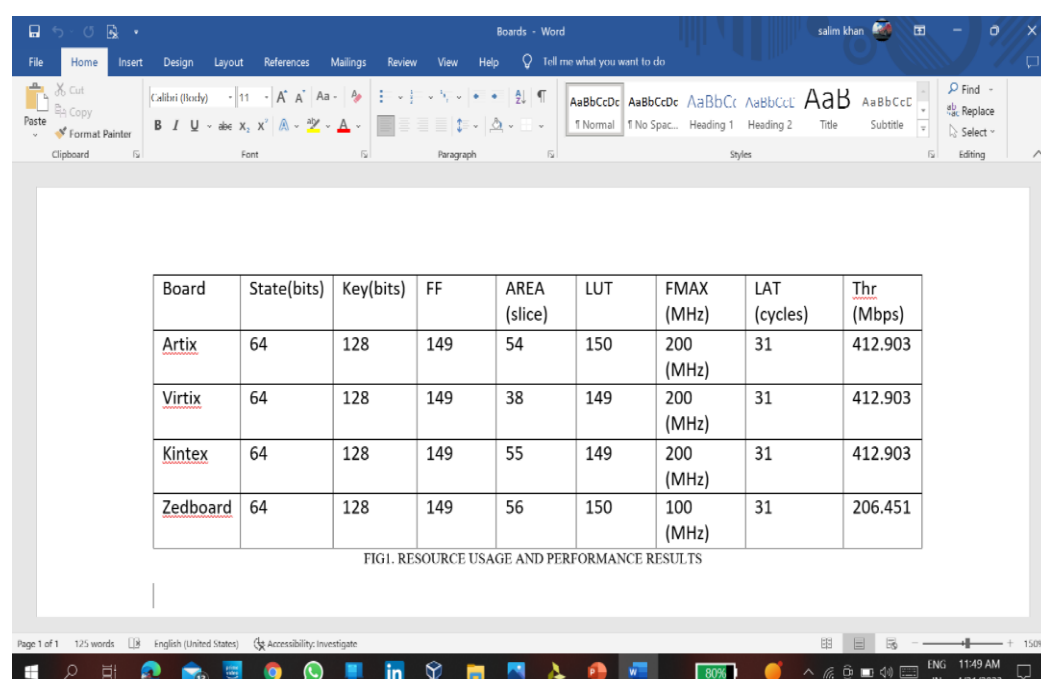 Boards - Word
salim khan
File Home Insert Design Layout References Mailings Review View Help Tell me what you want to do
Paste
Cut
Copy
Format Painter
Clipboard
Calibri (Body) 11
Font
Paragraph
AaBbCcDc AaBbCcDc AaBbCc AaBbCcC AaB AaBbCcC
¶ Normal ¶ No Spac... Heading 1 Heading 2 Title Subtitle
Styles
Find
Replace
Select
Editing
Board State(bits) Key(bits) FF AREA (slice) LUT FMAX (MHz) LAT (cycles) Thr (Mbps)
Artix 64 128 149 54 150 200 (MHz) 31 412.903
Virtix 64 128 149 38 149 200 (MHz) 31 412.903
Kintex 64 128 149 55 149 200 (MHz) 31 412.903
Zedboard 64 128 149 56 150 100 (MHz) 31 206.451
FIG1. RESOURCE USAGE AND PERFORMANCE RESULTS
Page 1 of 1 125 words English (United States) Accessibility: Investigate
80% ENG 11:49 AM